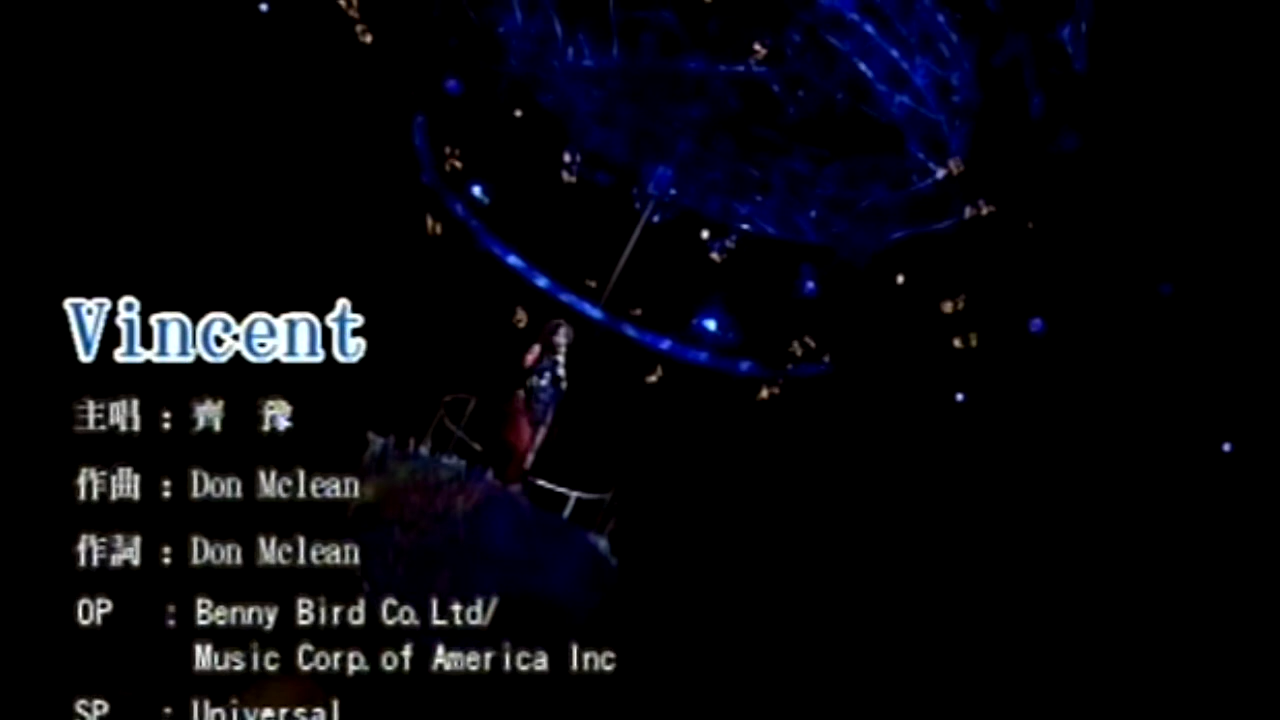 Vincent
主唱 : 齊 豫
作曲 : Don Mclean
作詞 : Don Mclean
OP : Benny Bird Co.Ltd/
Music Corp.of America Inc
SP : Universal